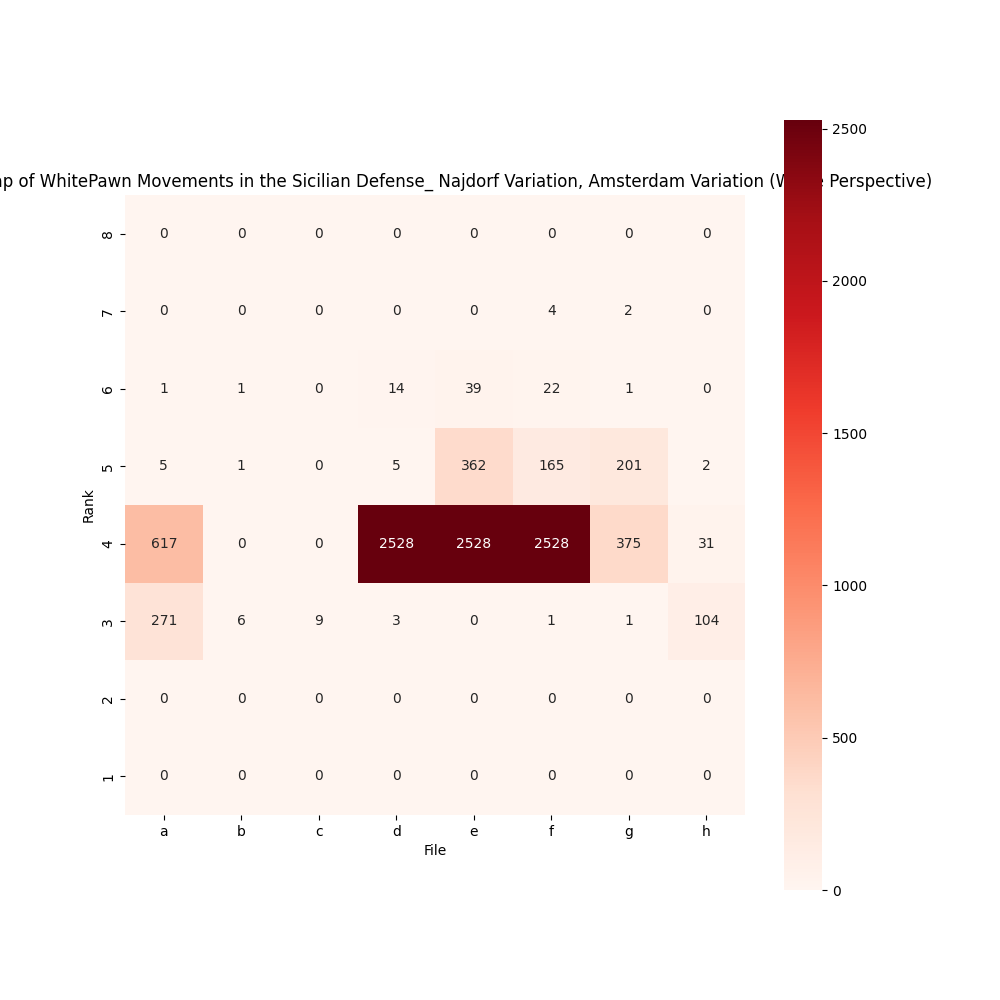 2500
ap of WhitePawn Movements in the Sicilian Defense_ Najdorf Variation, Amsterdam Variation (W Perspective)
8 0 0 0 0 0 0 0 0
2000
7 0 0 0 0 0 4 2 0
6 1 1 0 14 39 22 1 0
1500
5 5 1 0 5 362 165 201 2
Rank
4 617 0 0 2528 2528 2528 375 31
1000
3 271 6 9 3 0 1 1 104
2 0 0 0 0 0 0 0 0
500
1 0 0 0 0 0 0 0 0
a b c d e f g h
File
0